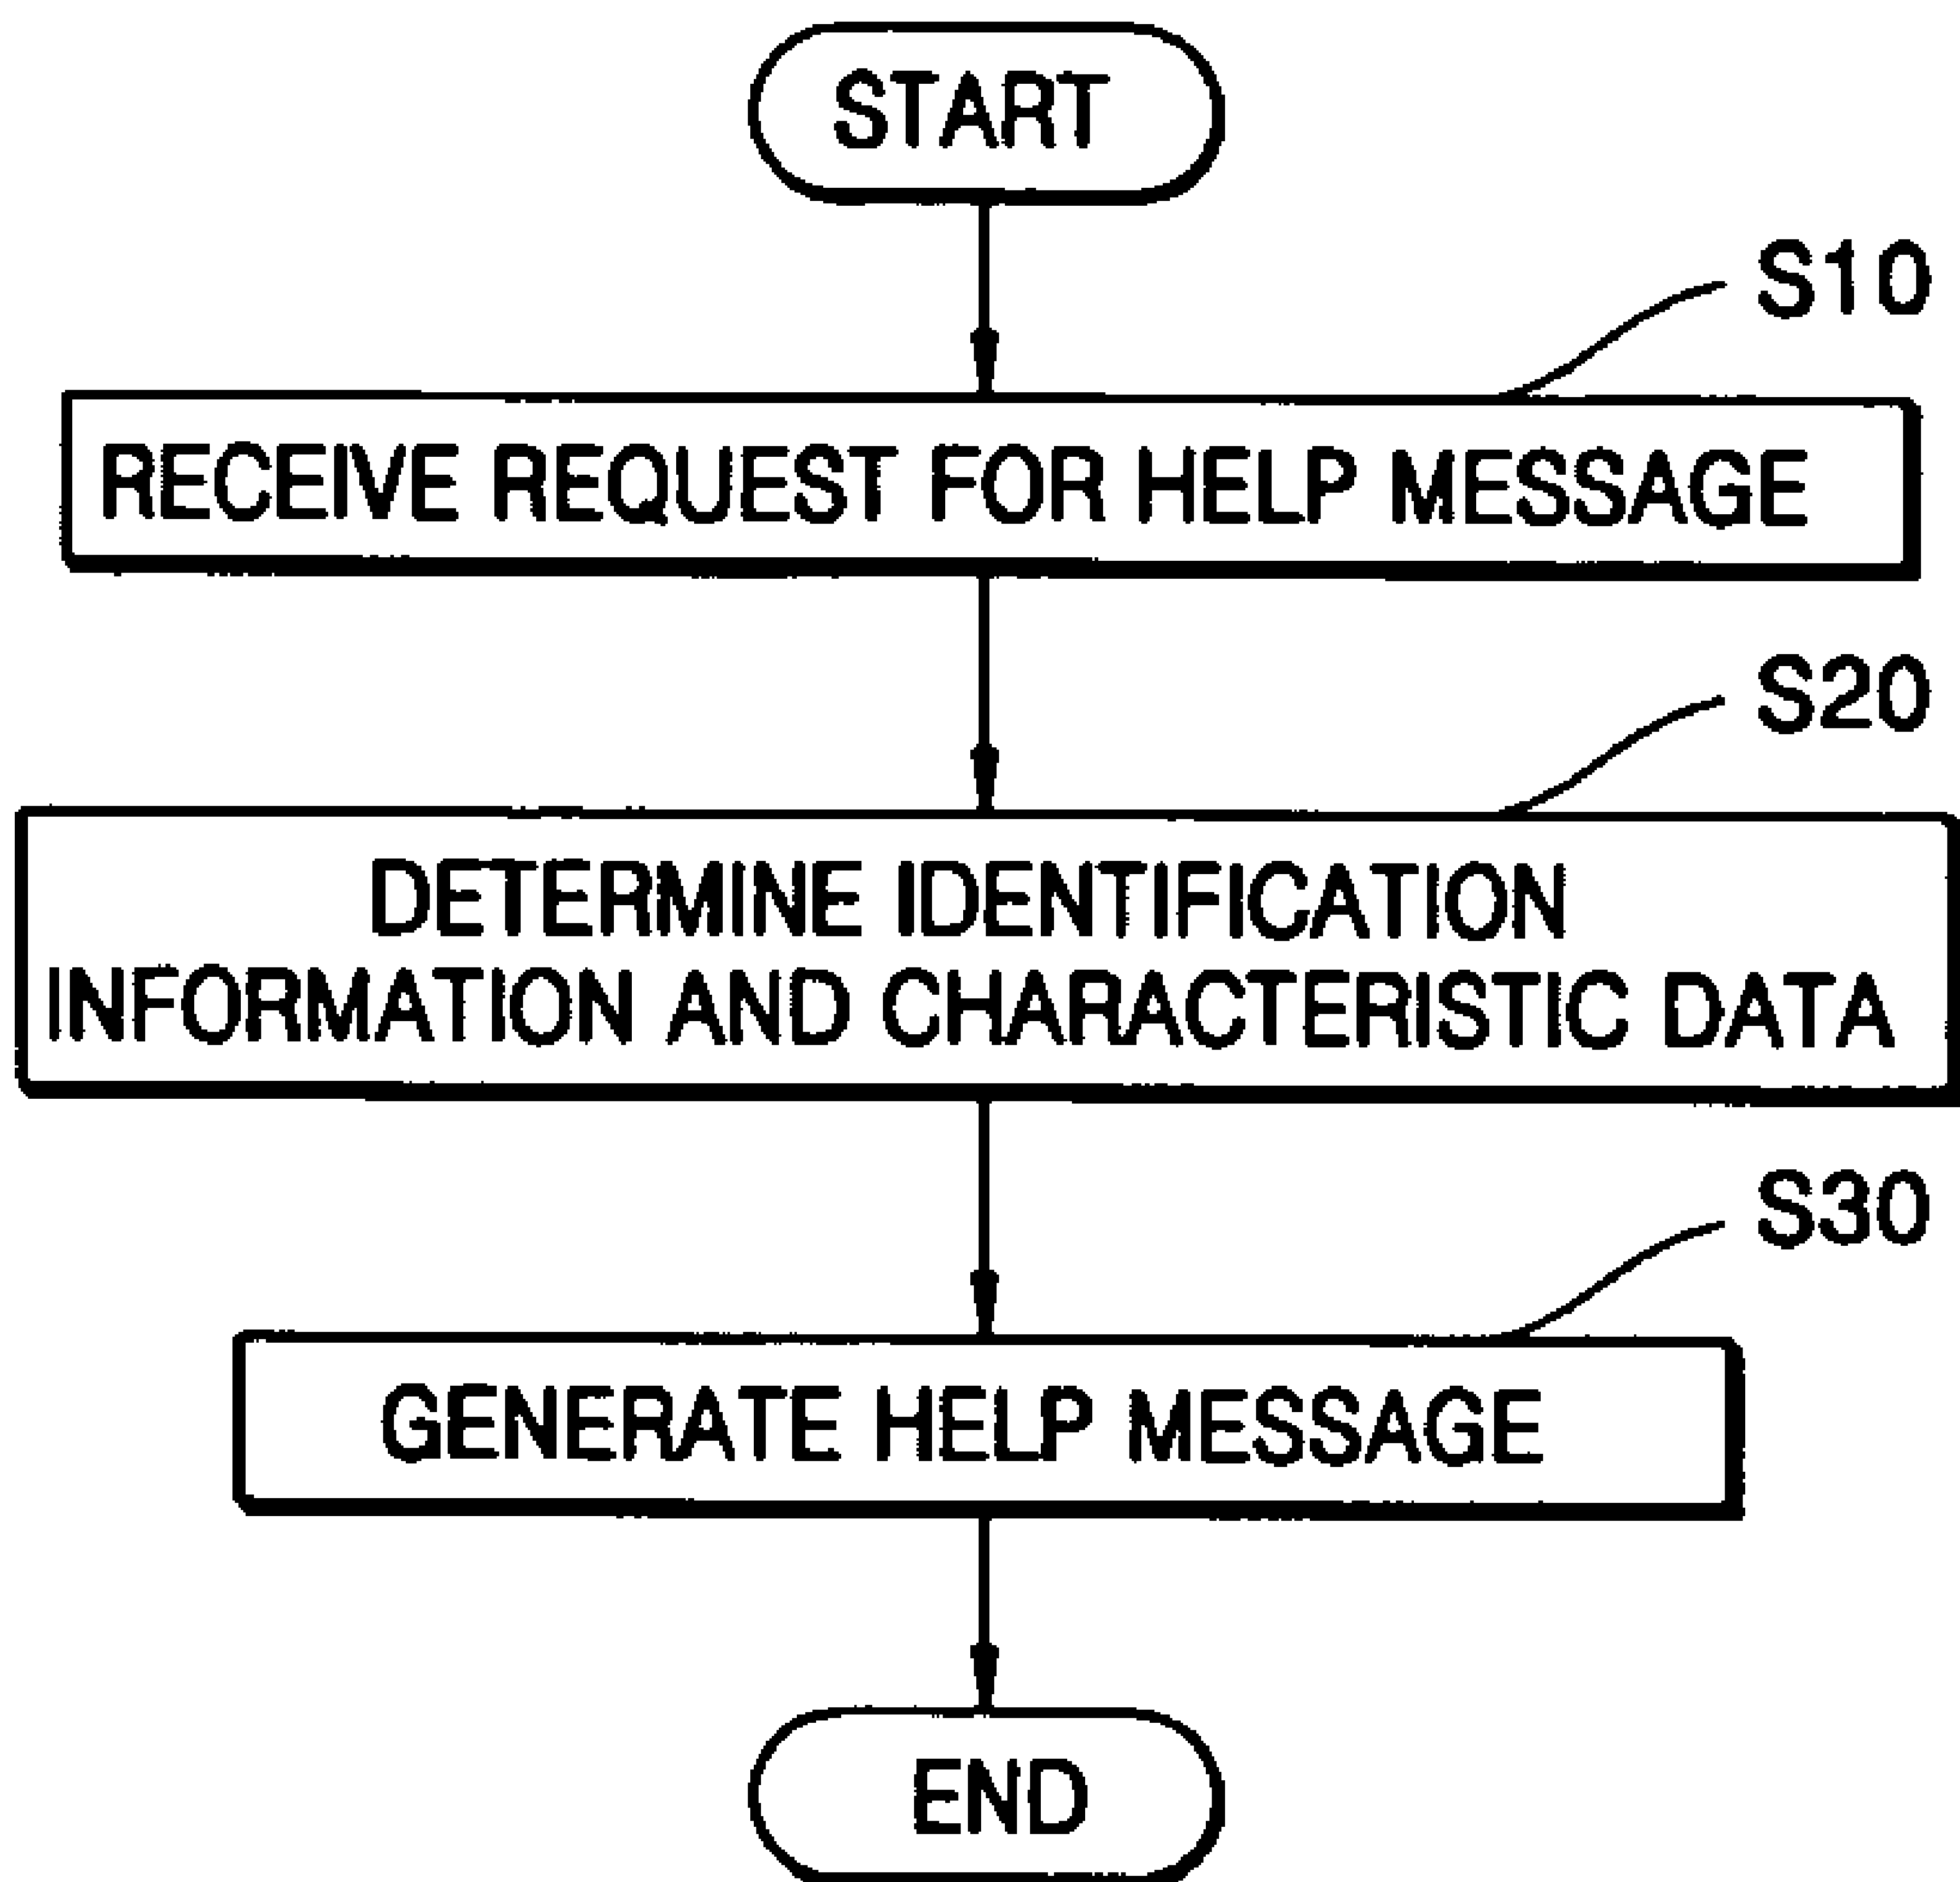 START
S10
RECEIVE REQUEST FOR HELP MESSAGE
S20
DETERMINE IDENTIFICATION
INFORMATION AND CHARACTERISTIC DATA
S30
GENERATE HELP MESSAGE
END